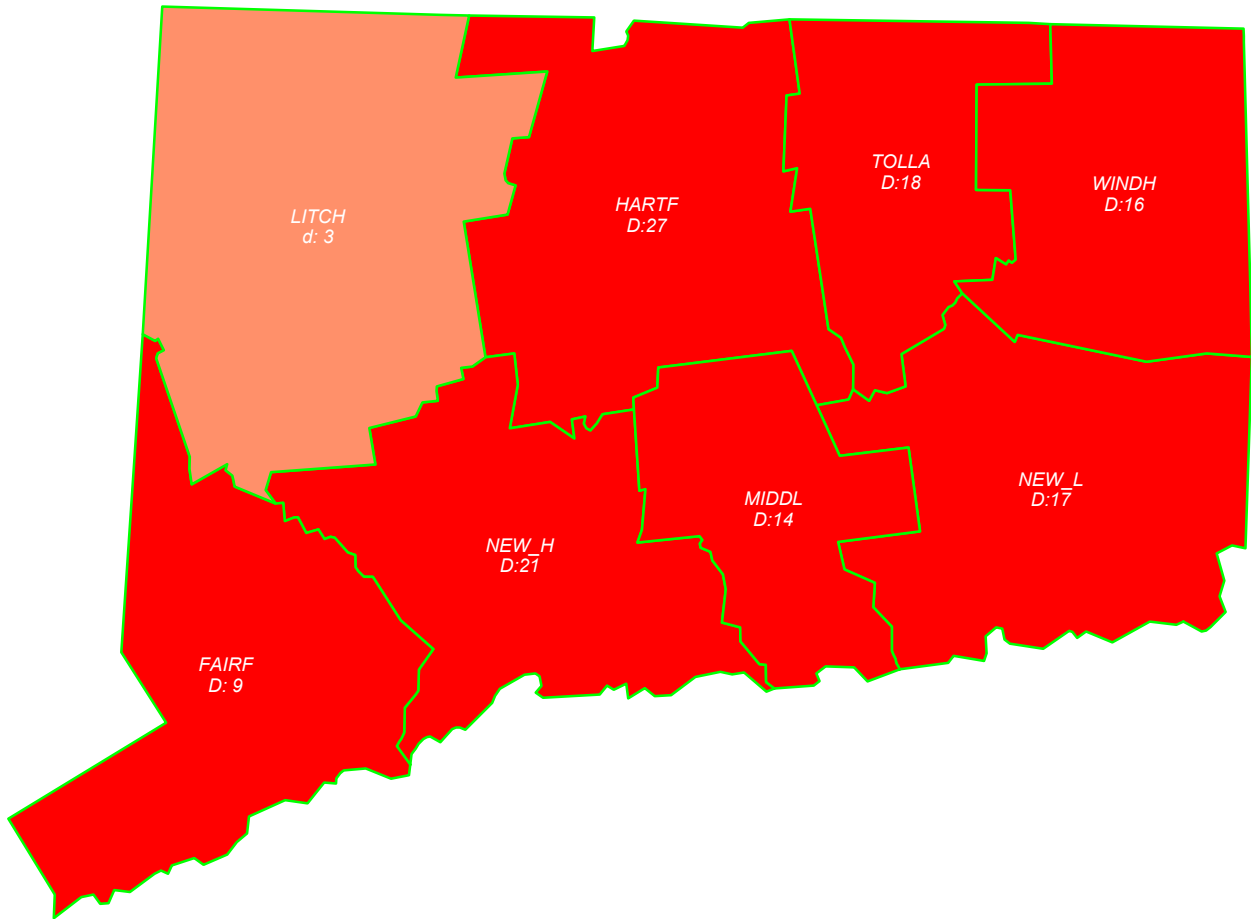 TOLLA
D:18
WINDH
D:16
HARTF
D:27
LITCH
d: 3
NEW_L
D:17
MIDDL
D:14
NEW_H
D:21
FAIRF
D: 9